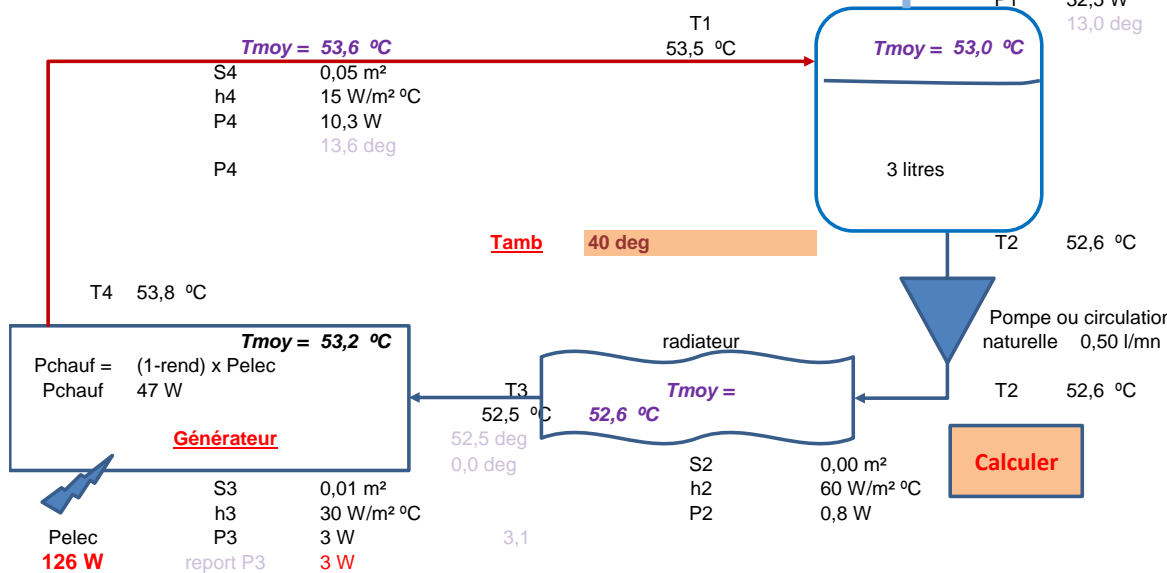 P1 32,5 W
T1 13,0 deg
Tmoy = 53,6 ºC 53,5 ºC Tmoy = 53,0 ºC
S4 0,05 m²
h4 15 W/m² ºC
P4 10,3 W
13,6 deg
P4 3 litres
Tamb 40 deg T2 52,6 ºC
T4 53,8 ºC
Pompe ou circulation
Tmoy = 53,2 ºC radiateur naturelle 0,50 l/mn
Pchauf = (1-rend) x Pelec
Pchauf 47 W T3 Tmoy = T2 52,6 ºC
52,5 ºC 52,6 ºC
Générateur 52,5 deg
0,0 deg S2 0,00 m² Calculer
S3 0,01 m² h2 60 W/m² ºC
h3 30 W/m² ºC P2 0,8 W
Pelec P3 3 W 3,1
126 W report P3 3 W